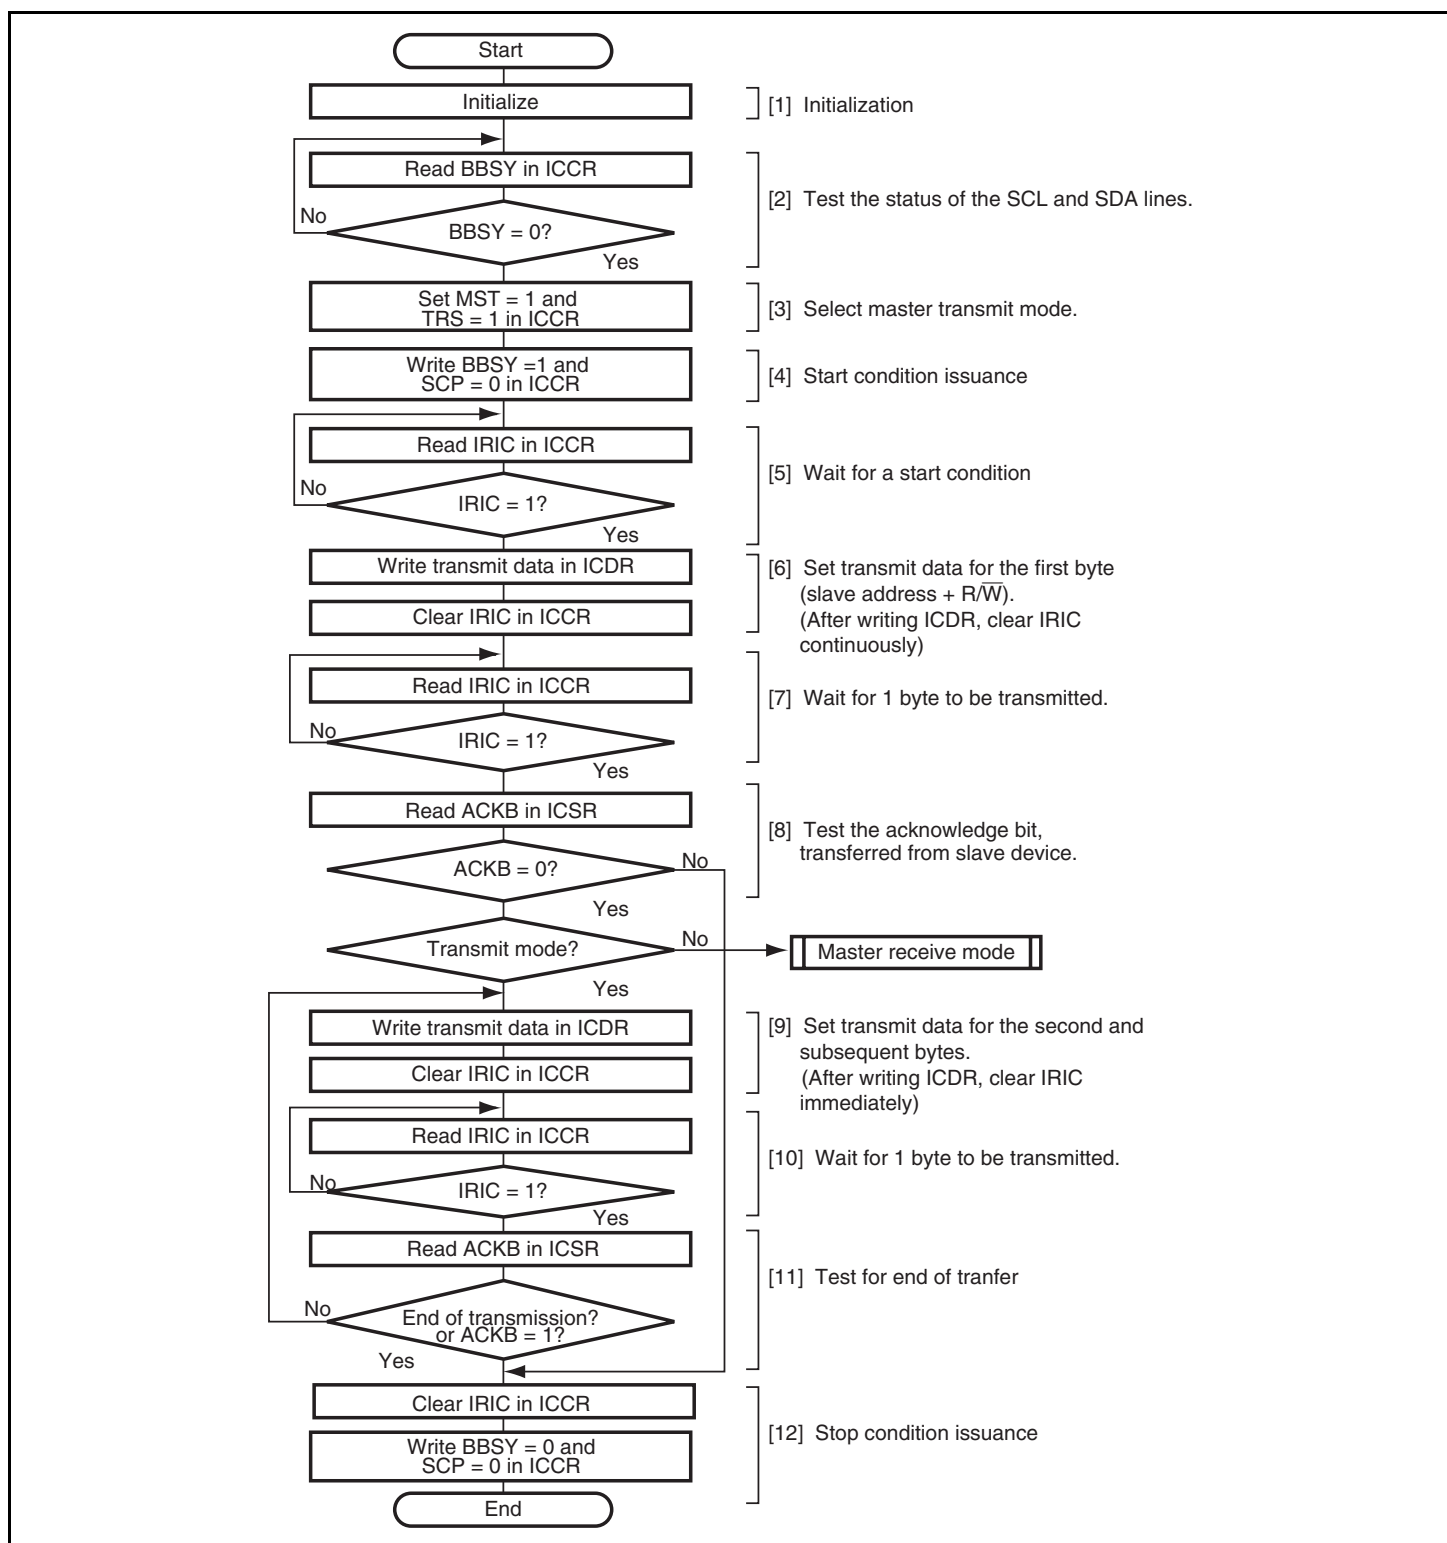 Start
Initialize
[1] Initialization
Read BBSY in ICCR
[2] Test the status of the SCL and SDA lines.
No
BBSY = 0?
Yes
Set MST = 1 and
TRS = 1 in ICCR
[3] Select master transmit mode.
Write BBSY =1 and
SCP = 0 in ICCR
[4] Start condition issuance
Read IRIC in ICCR
[5] Wait for a start condition
No
IRIC = 1?
Yes
Write transmit data in ICDR
Clear IRIC in ICCR
[6] Set transmit data for the first byte
(slave address + R/W̅).
(After writing ICDR, clear IRIC
continuously)
Read IRIC in ICCR
[7] Wait for 1 byte to be transmitted.
No
IRIC = 1?
Yes
Read ACKB in ICSR
[8] Test the acknowledge bit,
transferred from slave device.
ACKB = 0?
No
Yes
Transmit mode?
No
Master receive mode
Yes
Write transmit data in ICDR
Clear IRIC in ICCR
[9] Set transmit data for the second and
subsequent bytes.
(After writing ICDR, clear IRIC
immediately)
Read IRIC in ICCR
[10] Wait for 1 byte to be transmitted.
No
IRIC = 1?
Yes
Read ACKB in ICSR
[11] Test for end of tranfer
No
End of transmission?
or ACKB = 1?
Yes
Clear IRIC in ICCR
[12] Stop condition issuance
Write BBSY = 0 and
SCP = 0 in ICCR
End